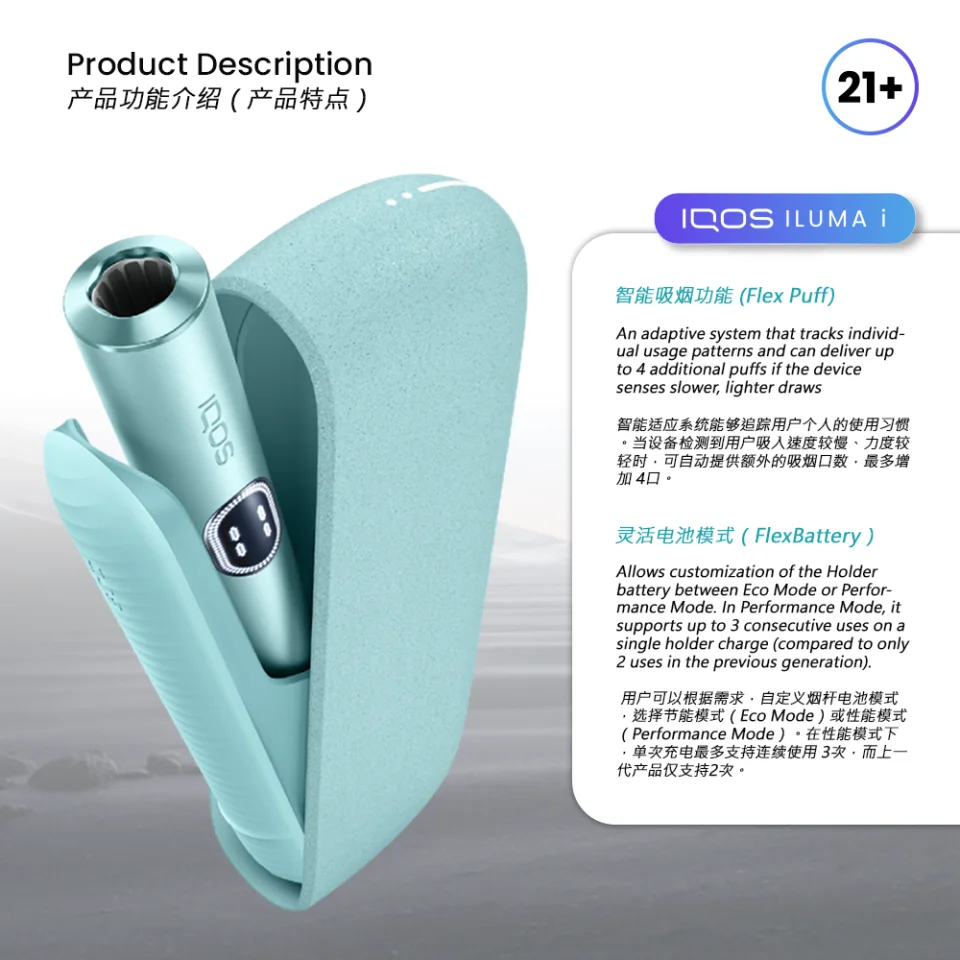 Product Description
产品功能介绍 ( 产品特点 )
21+
IQOS ILUMA i
IQOS
智能吸烟功能 (Flex Puff)
An adaptive system that tracks individ-
ual usage patterns and can deliver up
to 4 additional puffs if the device
senses slower, lighter draws
智能适应系统能够追踪用户个人的使用习惯
。当设备检测到用户吸入速度较慢、力度较
轻时，可自动提供额外的吸烟口数，最多增
加 4口。
灵活电池模式 ( FlexBattery )
Allows customization of the Holder
battery between Eco Mode or Perfor-
mance Mode. In Performance Mode, it
supports up to 3 consecutive uses on a
single holder charge (compared to only
2 uses in the previous generation).
用户可以根据需求，自定义烟杆电池模式
，选择节能模式 ( Eco Mode ) 或性能模式
( Performance Mode ) 。在性能模式下
，单次充电最多支持连续使用 3次，而上一
代产品仅支持2次。